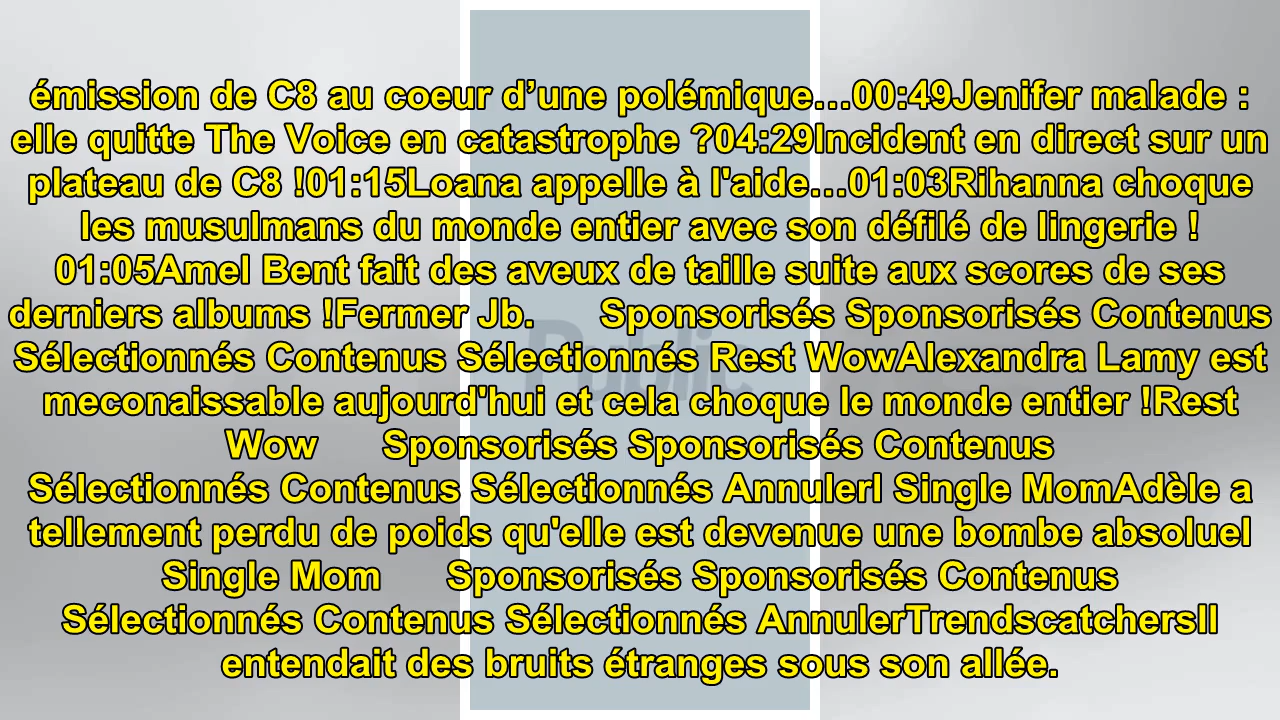 émission de C8 au coeur d’une polémique…00:49Jenifer malade :
elle quitte The Voice en catastrophe ?04:29Incident en direct sur un
plateau de C8 !01:15Loana appelle à l'aide…01:03Rihanna choque
les musulmans du monde entier avec son défilé de lingerie !
01:05Amel Bent fait des aveux de taille suite aux scores de ses
derniers albums !Fermer Jb. Sponsorisés Sponsorisés Contenus
Sélectionnés Contenus Sélectionnés Rest WowAlexandra Lamy est
meconaissable aujourd'hui et cela choque le monde entier !Rest
Wow Sponsorisés Sponsorisés Contenus
Sélectionnés Contenus Sélectionnés AnnulerI Single MomAdèle a
tellement perdu de poids qu'elle est devenue une bombe absolueI
Single Mom Sponsorisés Sponsorisés Contenus
Sélectionnés Contenus Sélectionnés AnnulerTrendscatchersIl
entendait des bruits étranges sous son allée.
Public